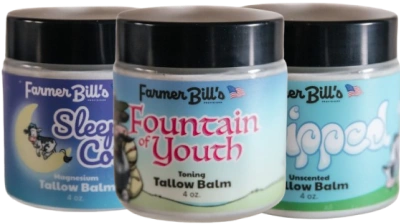 Farmer Bill's
Sleep
Co
Magnesium
Tallow Balm
4 oz.
Farmer Bill's
Fountain
of Youth
Toning
Tallow Balm
4 oz.
Farmer Bill's
ipped
Unscented
Tallow Balm
4 oz.